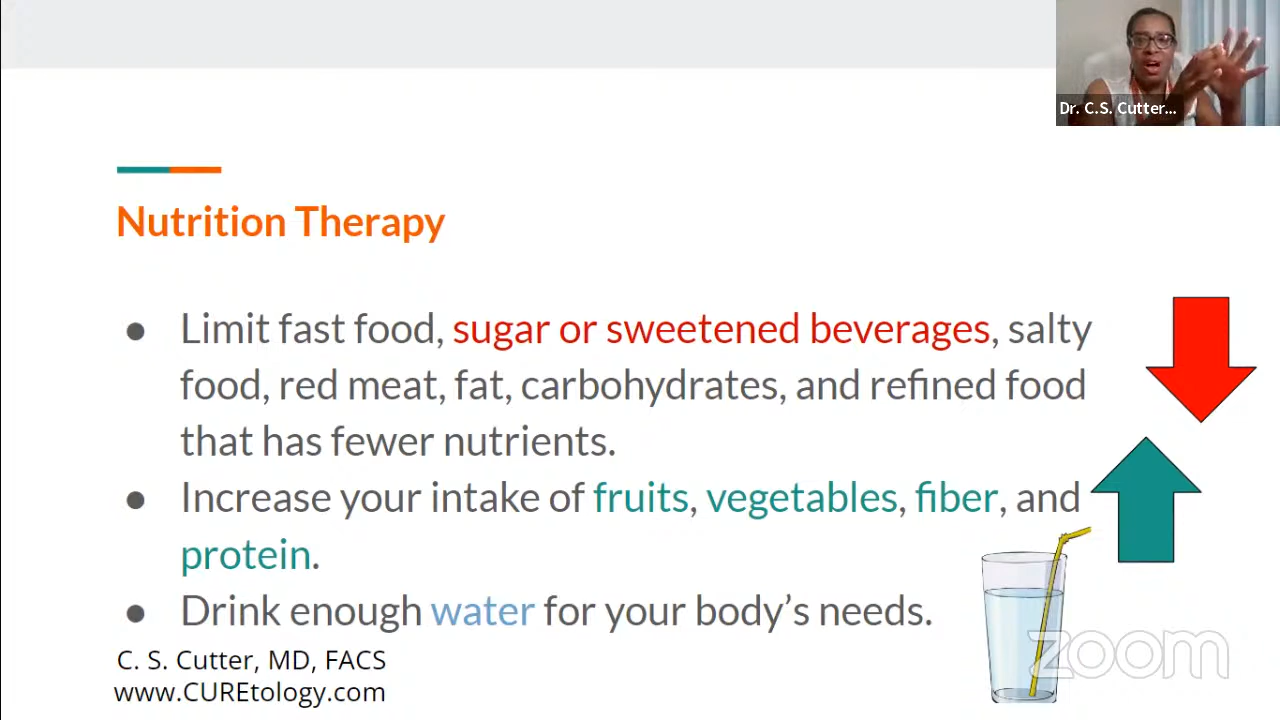 Dr. C.S. Cutter...
Nutrition Therapy
● Limit fast food, sugar or sweetened beverages, salty
food, red meat, fat, carbohydrates, and refined food
that has fewer nutrients.
● Increase your intake of fruits, vegetables, fiber, and
protein.
● Drink enough water for your body’s needs.
C. S. Cutter, MD, FACS
www.CUREtology.com
zoom